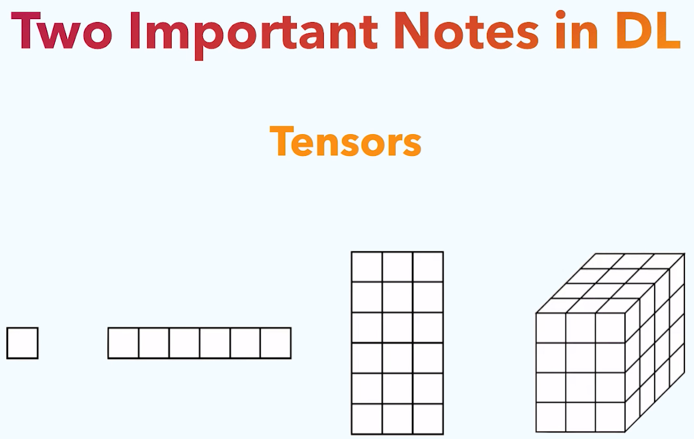 Two Important Notes in DL
Tensors